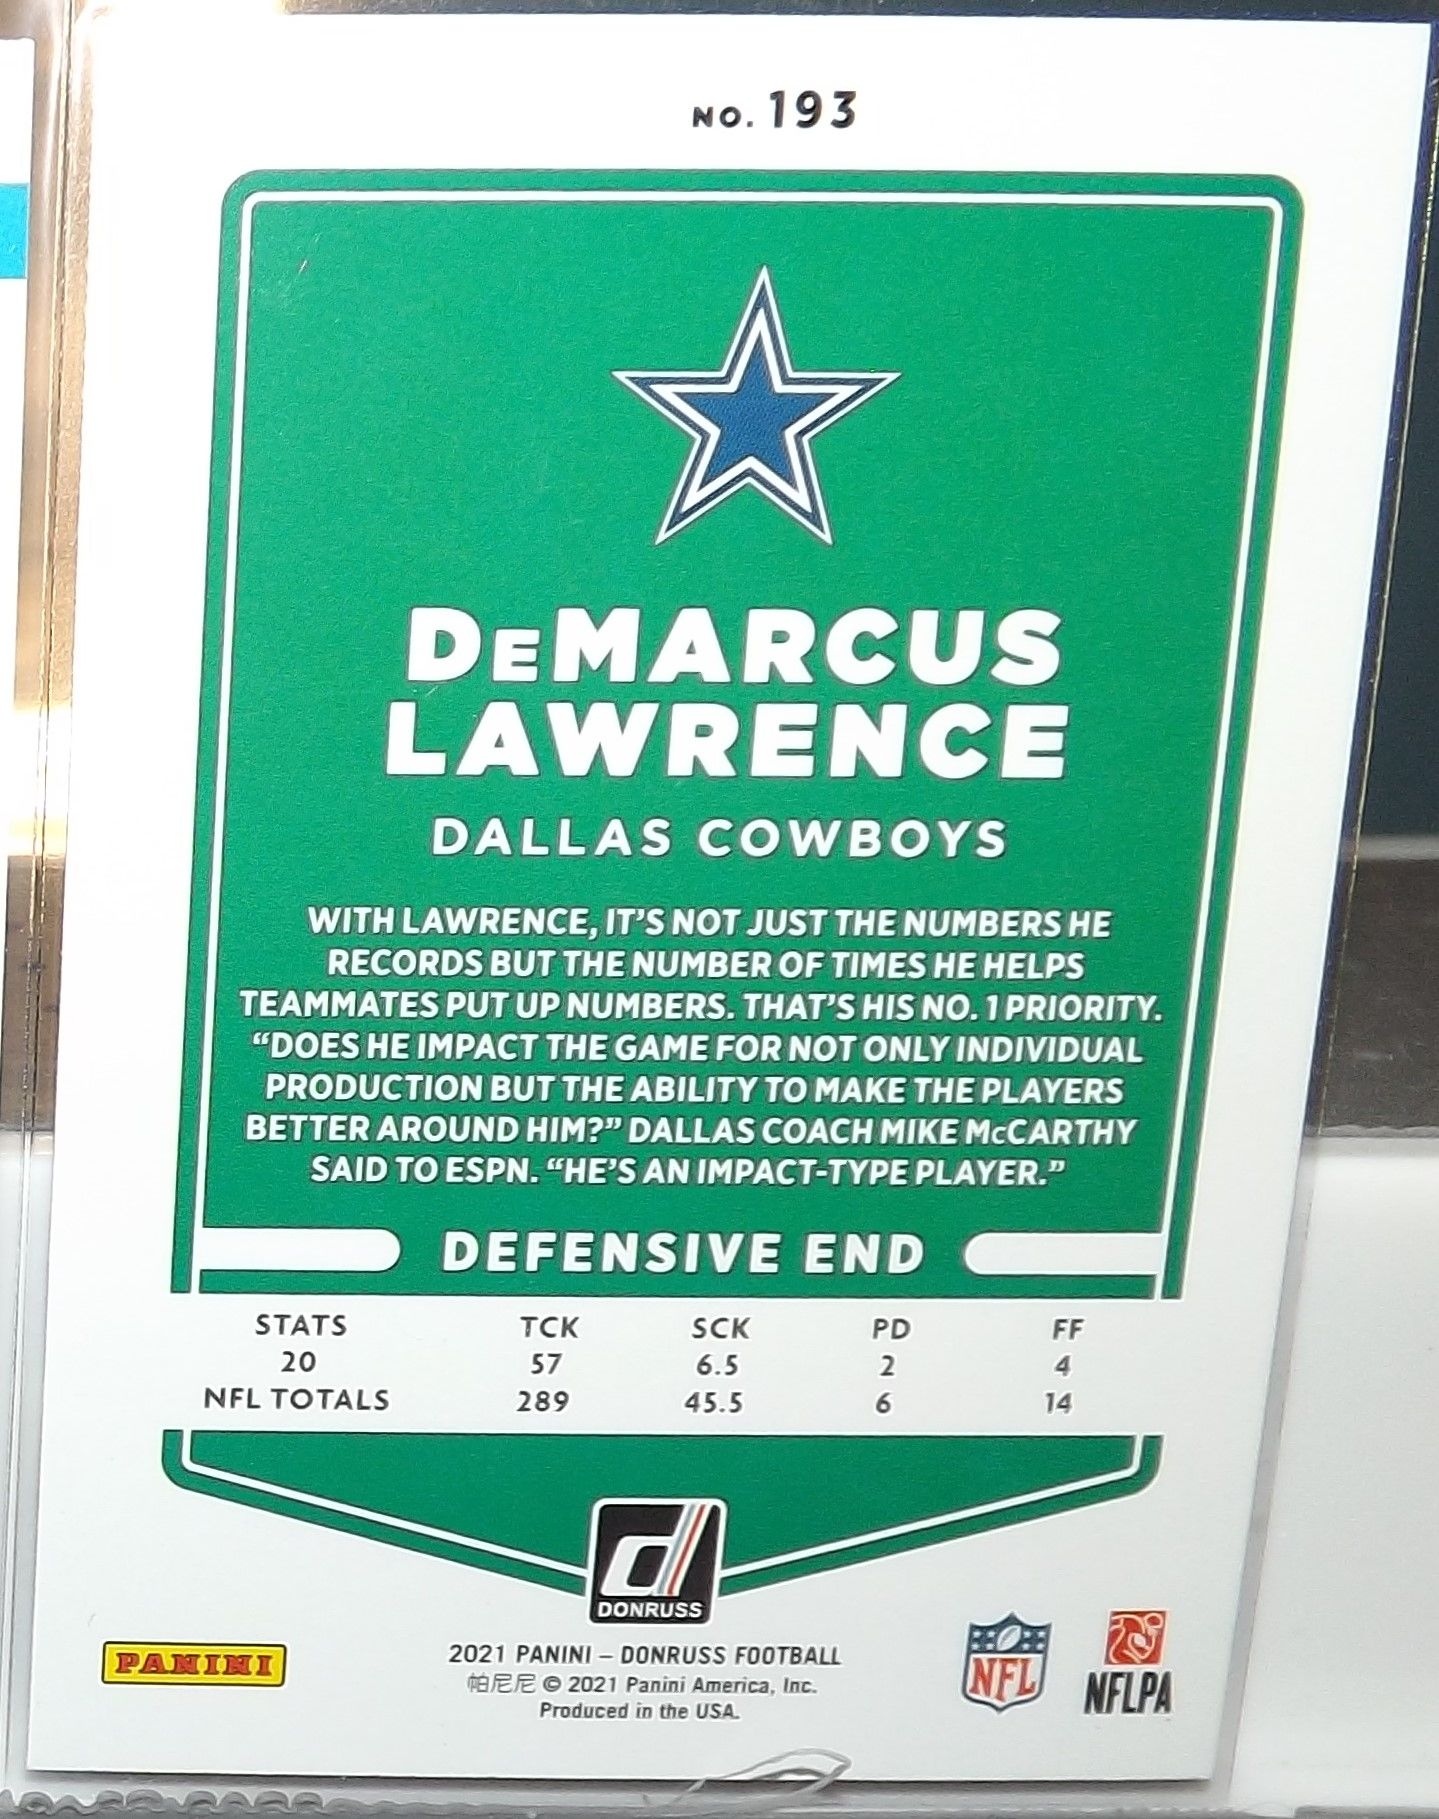 NO. 193
DeMARCUS
LAWRENCE
DALLAS COWBOYS
WITH LAWRENCE, IT'S NOT JUST THE NUMBERS HE
RECORDS BUT THE NUMBER OF TIMES HE HELPS
TEAMMATES PUT UP NUMBERS. THAT'S HIS NO. 1 PRIORITY.
“DOES HE IMPACT THE GAME FOR NOT ONLY INDIVIDUAL
PRODUCTION BUT THE ABILITY TO MAKE THE PLAYERS
BETTER AROUND HIM?” DALLAS COACH MIKE McCARTHY
SAID TO ESPN. “HE'S AN IMPACT-TYPE PLAYER.”
DEFENSIVE END
STATS TCK SCK PD FF
20 57 6.5 2 4
NFL TOTALS 289 45.5 6 14
d
DONRUSS
PANINI
2021 PANINI – DONRUSS FOOTBALL
帕尼尼 © 2021 Panini America, Inc.
Produced in the USA.
NFL
NFLPA